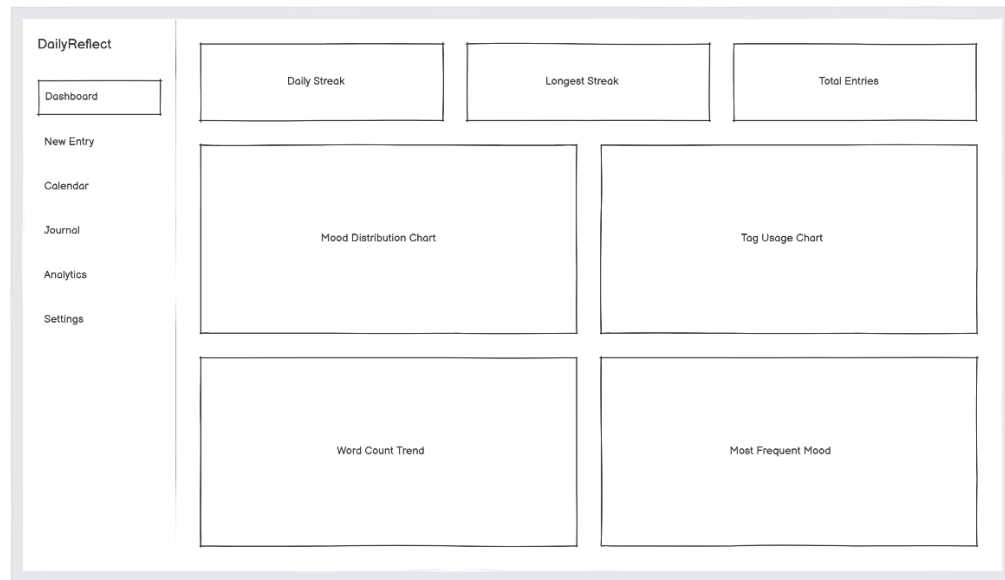 DailyReflect
Dashboard
New Entry
Calendar
Journal
Analytics
Settings
Daily Streak
Longest Streak
Total Entries
Mood Distribution Chart
Tag Usage Chart
Word Count Trend
Most Frequent Mood